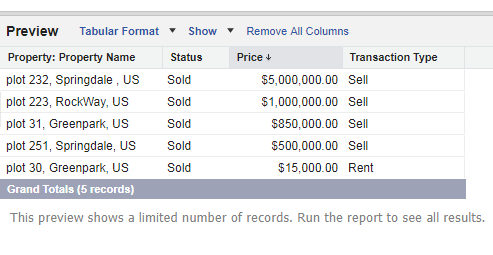 Preview Tabular Format Show Remove All Columns
Property: Property Name Status Price ↓ Transaction Type
plot 232, Springdale , US Sold $5,000,000.00 Sell
plot 223, RockWay, US Sold $1,000,000.00 Sell
plot 31, Greenpark, US Sold $850,000.00 Sell
plot 251, Springdale, US Sold $500,000.00 Sell
plot 30, Greenpark, US Sold $15,000.00 Rent
Grand Totals (5 records)
This preview shows a limited number of records. Run the report to see all results.